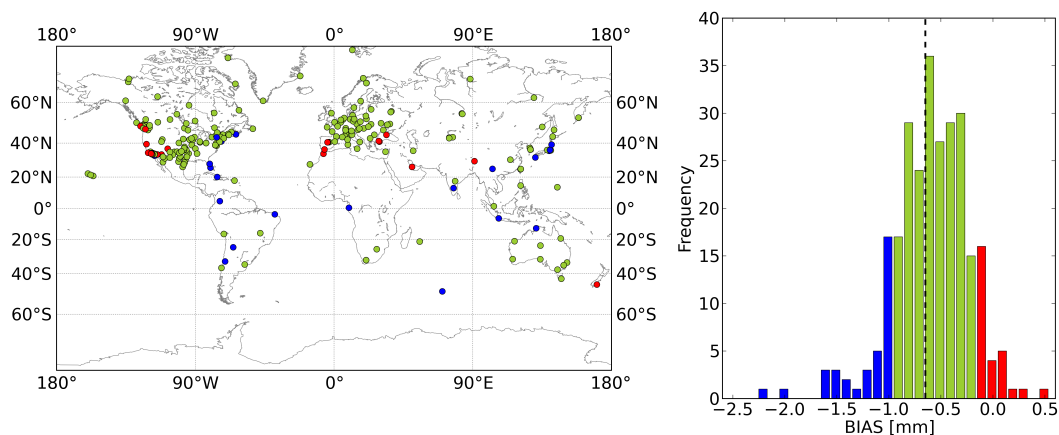 180° 90°W 0° 90°E 180°
60°N 60°N
40°N 40°N
20°N 20°N
0° 0°
20°S 20°S
40°S 40°S
60°S 60°S
180° 90°W 0° 90°E 180°
40
35
30
25
20
15
10
5
0
Frequency
−2.5 −2.0 −1.5 −1.0 −0.5 0.0 0.5
BIAS [mm]